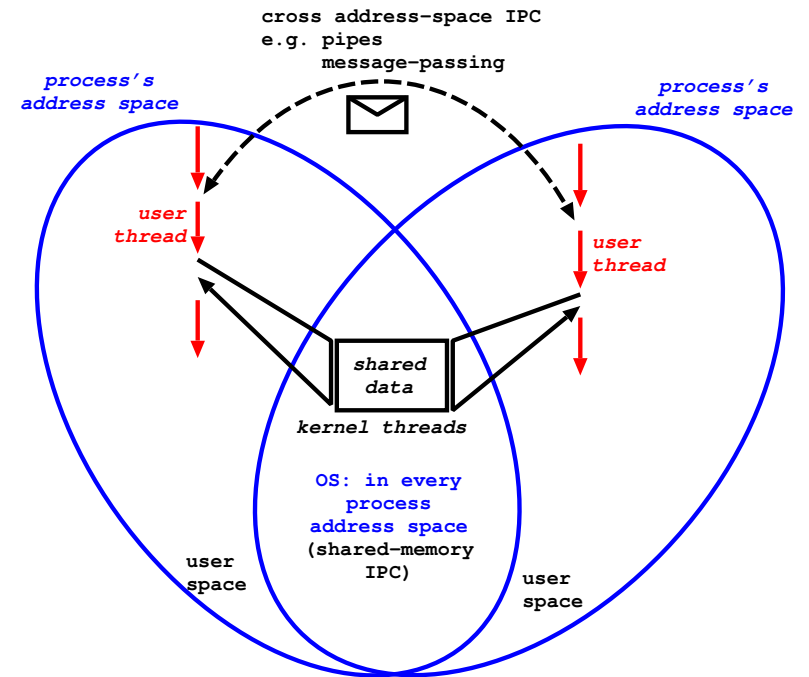 cross address-space IPC
e.g. pipes
message-passing
process's
address space
process's
address space
user
thread
user
thread
shared
data
kernel threads
OS: in every
process
address space
(shared-memory
IPC)
user
space
user
space